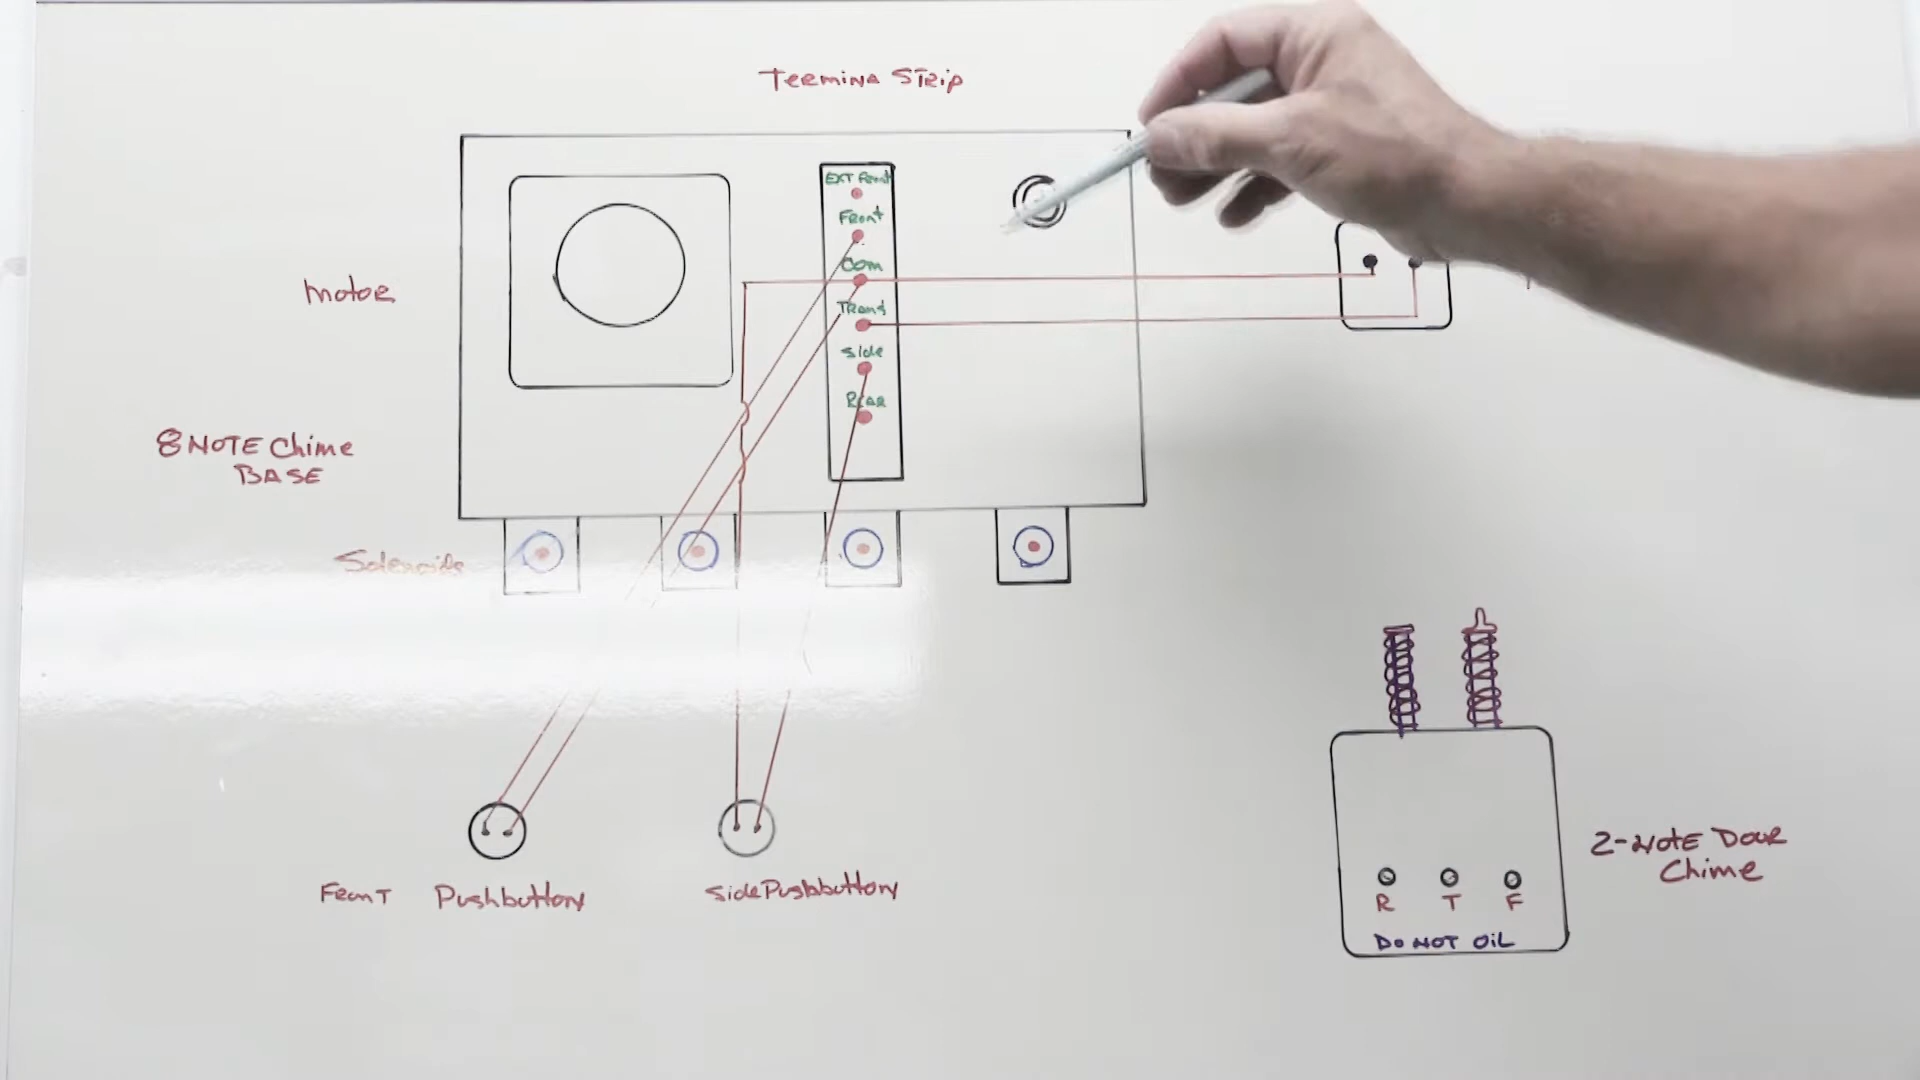 Termina Strip
EXT Front
Front
Com
Trans
Side
Rear
Motor
8 NOTE Chime
BASE
Solenoids
Front Pushbutton
Side Pushbutton
2-Note Door
Chime
R T F
DO NOT OIL